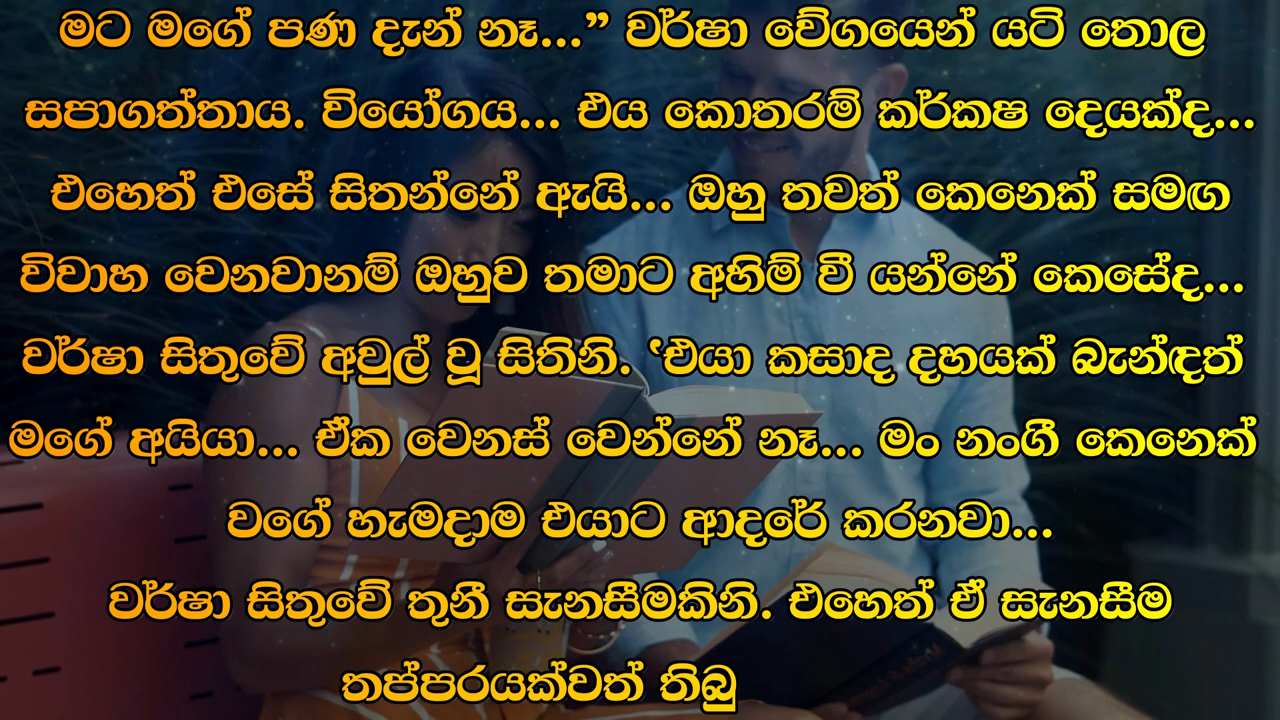 මට මගේ පණ දැන් නෑ...” වර්ෂා වේගයෙන් යටි තොල
සපාගත්තාය. වියෝගය... එය කොතරම් කර්කෂ දෙයක්ද...
එහෙත් එසේ සිතන්නේ ඇයි... ඔහු තවත් කෙනෙක් සමඟ
විවාහ වෙනවානම් ඔහුව තමාට අහිම් වී යන්නේ කෙසේද...
වර්ෂා සිතුවේ අවුල් වූ සිතිනි. ‘එයා කසාද දහයක් බැන්ඳත්
මගේ අයියා... ඒක වෙනස් වෙන්නේ නෑ... මං නංගී කෙනෙක්
වගේ හැමදාම එයාට ආදරේ කරනවා...
වර්ෂා සිතුවේ තුනී සැනසීමකිනි. එහෙත් ඒ සැනසීම
තප්පරයක්වත් තිබු